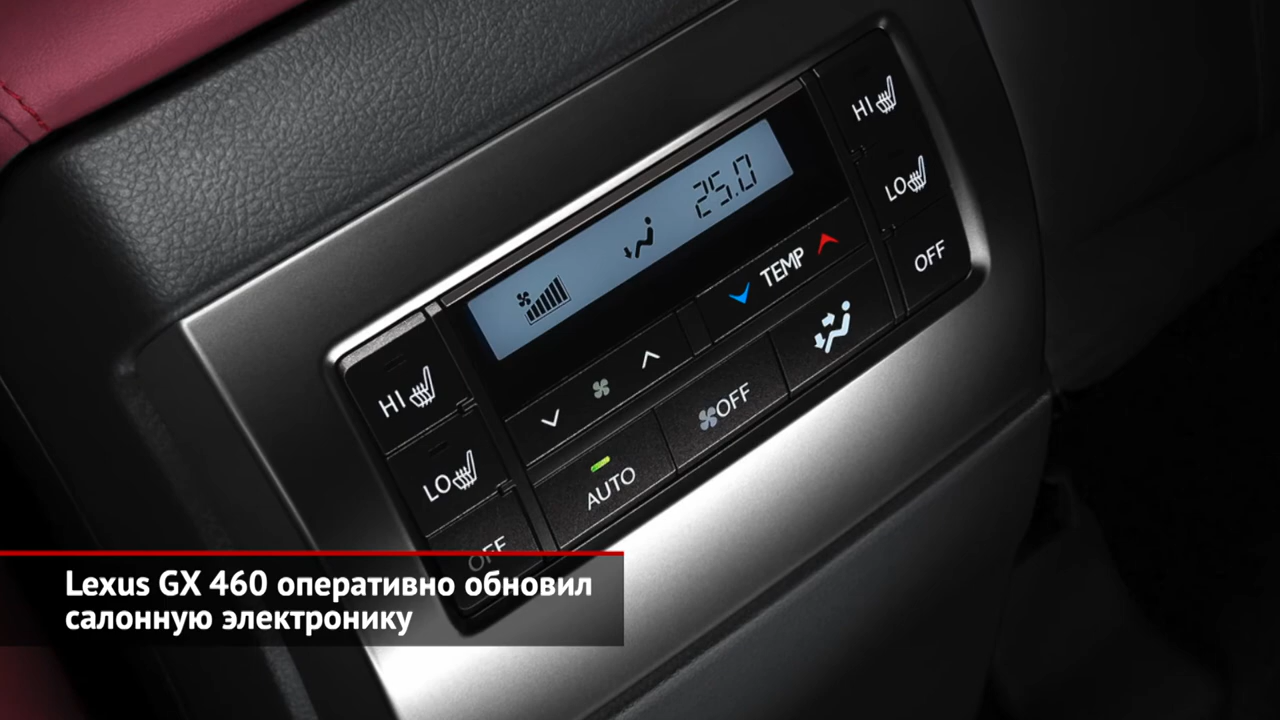 HI
25.0
LO
TEMP
OFF
HI
OFF
LO
AUTO
OFF
Lexus GX 460 оперативно обновил
салонную электронику